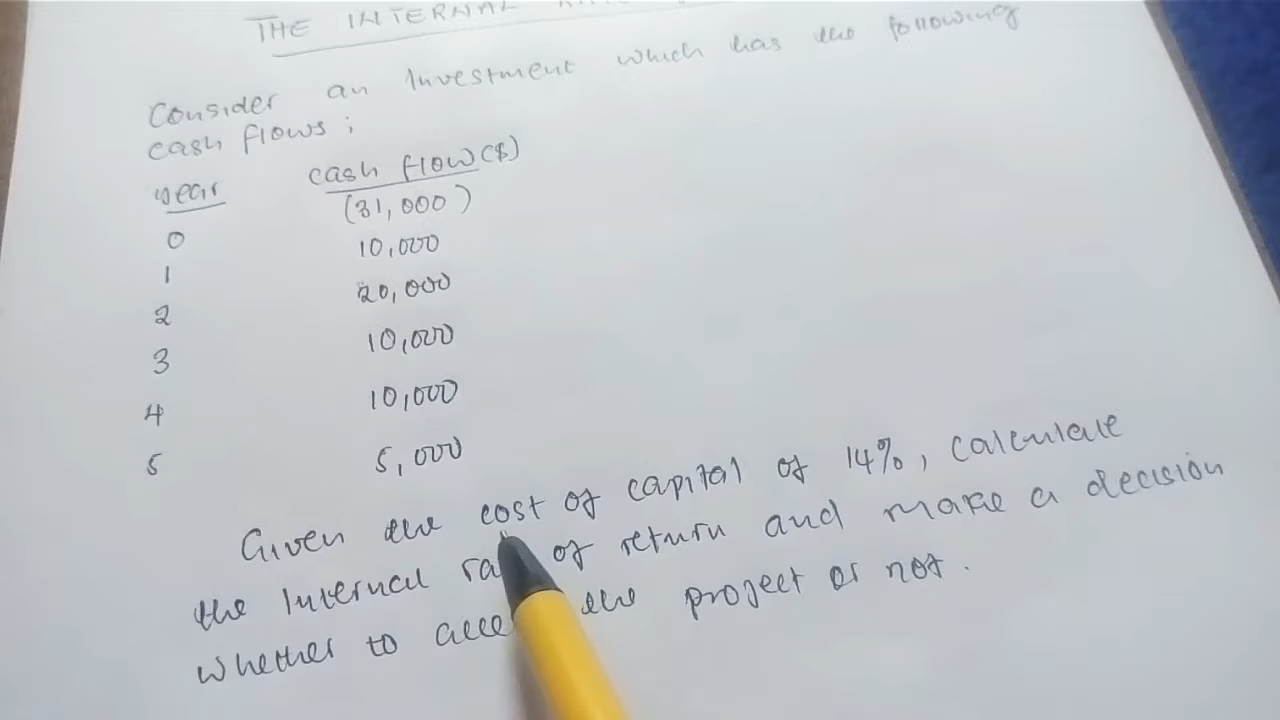 THE INTERNAL
Consider an Investment which has the following
cash flows;
year cash flow($)
0 (31,000)
1 10,000
2 20,000
3 10,000
4 10,000
5 5,000
Given the cost of capital of 14%, calculate
the Internal of return and make a decision
whether to the project or not.